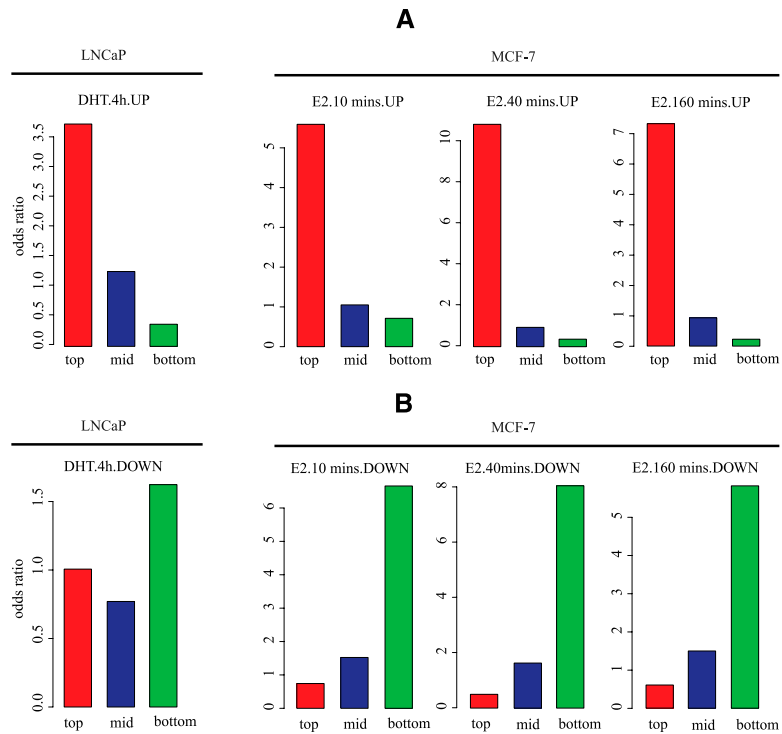 A
LNCaP
MCF-7
DHT.4h.UP
E2.10 mins.UP
E2.40 mins.UP
E2.160 mins.UP
odds ratio
0.0 0.5 1.0 1.5 2.0 2.5 3.0 3.5
0 1 2 3 4 5
0 2 4 6 8 10
0 1 2 3 4 5 6 7
top mid bottom
top mid bottom
top mid bottom
top mid bottom
B
LNCaP
MCF-7
DHT.4h.DOWN
E2.10 mins.DOWN
E2.40mins.DOWN
E2.160 mins.DOWN
odds ratio
0.0 0.5 1.0 1.5
0 1 2 3 4 5 6
0 2 4 6 8
0 1 2 3 4 5
top mid bottom
top mid bottom
top mid bottom
top mid bottom